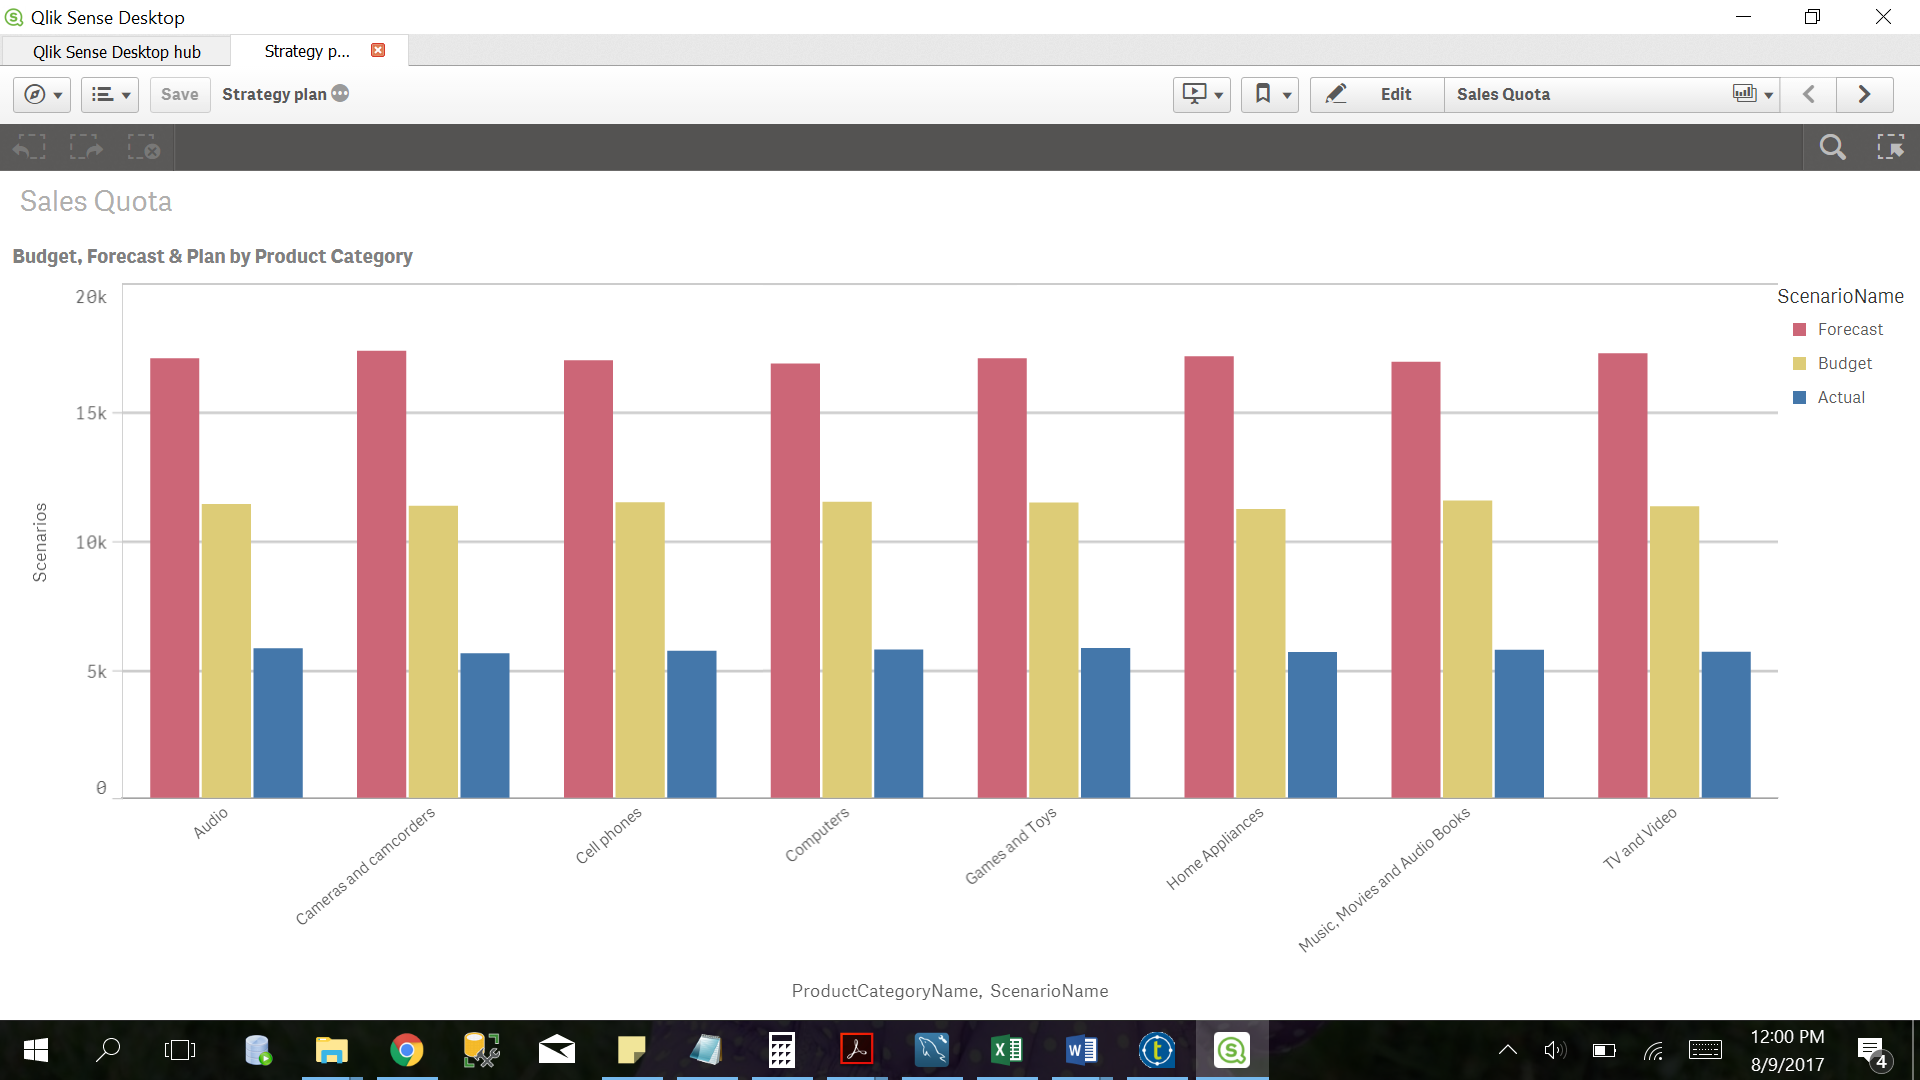 Qlik Sense Desktop
Qlik Sense Desktop hub
Strategy p...
Save
Strategy plan
Edit
Sales Quota
Sales Quota
Budget, Forecast & Plan by Product Category
20k
15k
10k
5k
0
Scenarios
ScenarioName
Forecast
Budget
Actual
Audio
Cameras and camcorders
Cell phones
Computers
Games and Toys
Home Appliances
Music, Movies and Audio Books
TV and Video
ProductCategoryName, ScenarioName
12:00 PM
8/9/2017
4